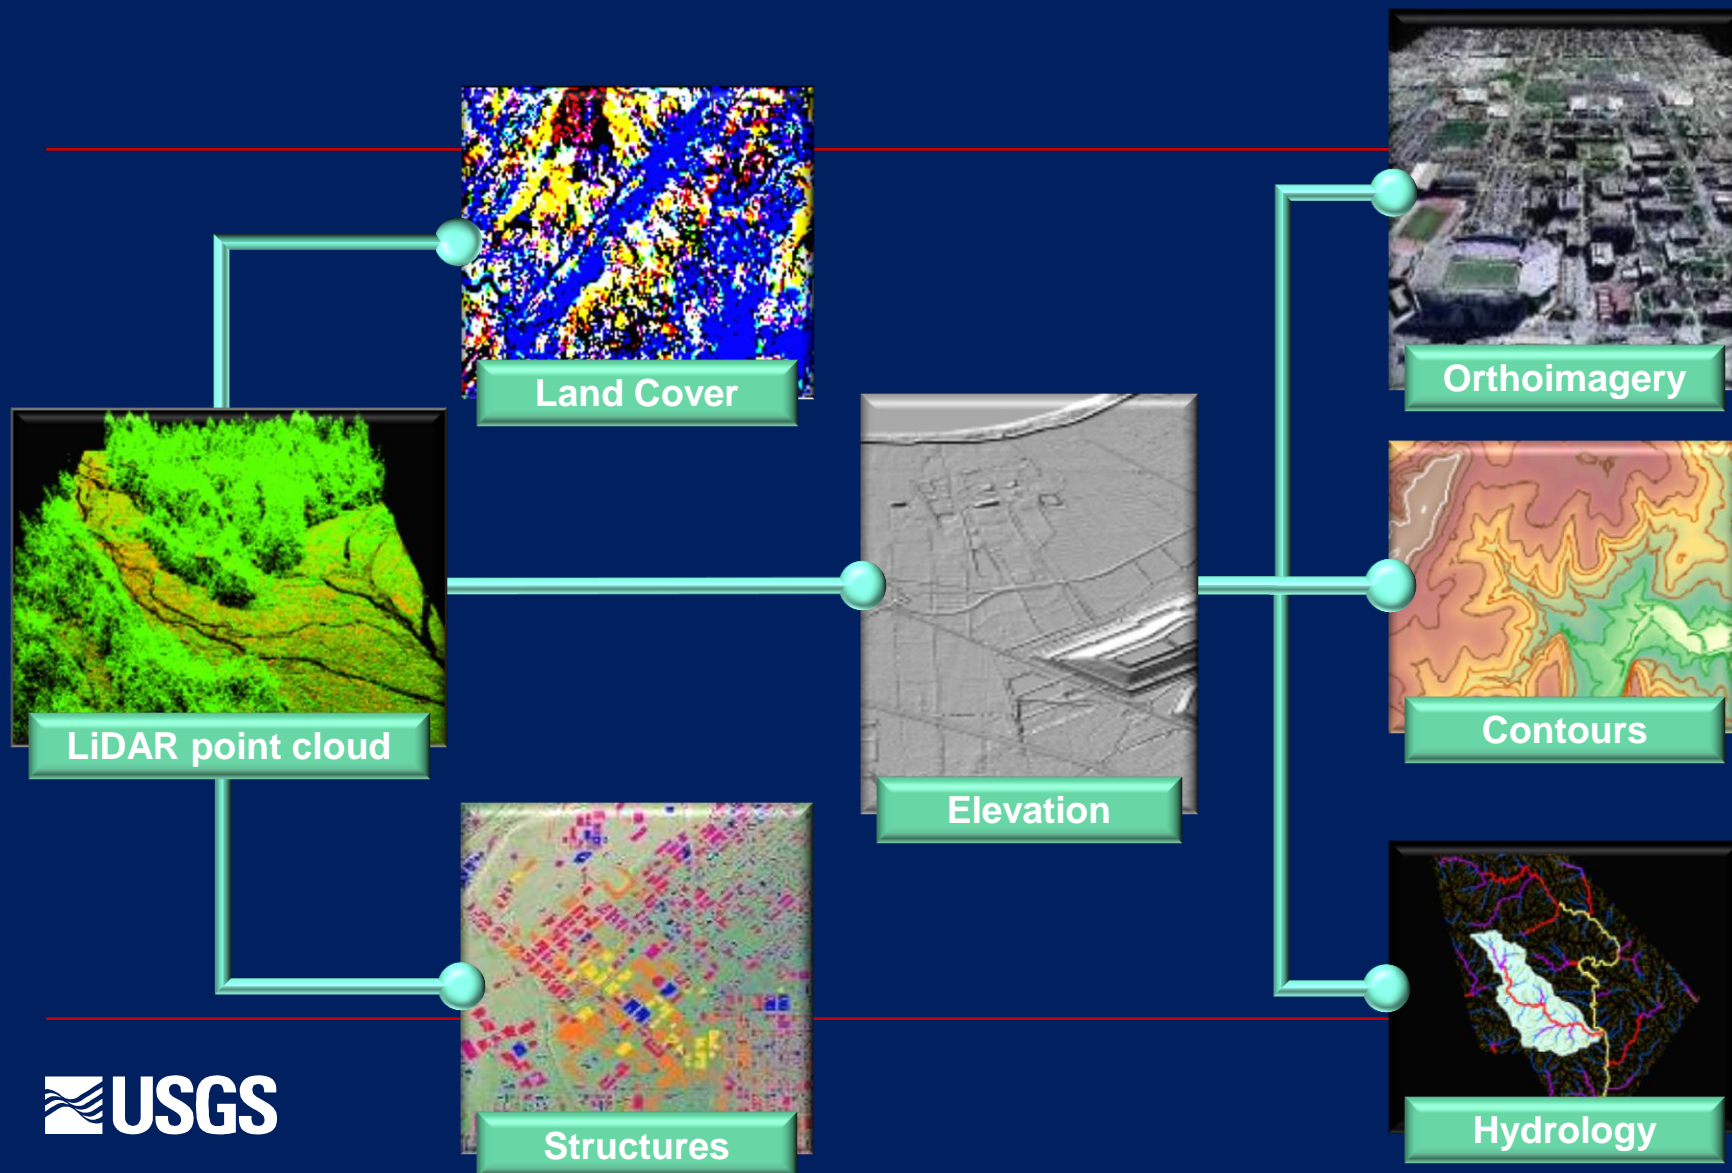 Land Cover
Orthoimagery
LiDAR point cloud
Elevation
Contours
Structures
Hydrology
USGS